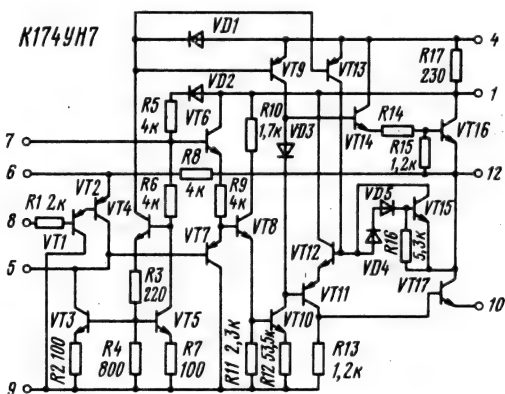 К174УН7
VD1
4
VT9
VT13
R17
230
R5
4к
VD2
VT6
R10
1,7к
VD3
R14
1
7
VT14
VT16
R15
1,2к
6
R8
4к
12
VT2
R6
4к
R9
4к
VD5
VT15
8
R1 2к
VT4
VT7
VT8
VT12
R16
5,3к
VT1
VD4
5
R3
220
VT11
VT17
VT3
VT5
VT10
10
R2 100
R4
800
R7
100
R11 2,3к
R12 53,5к
R13
1,2к
9